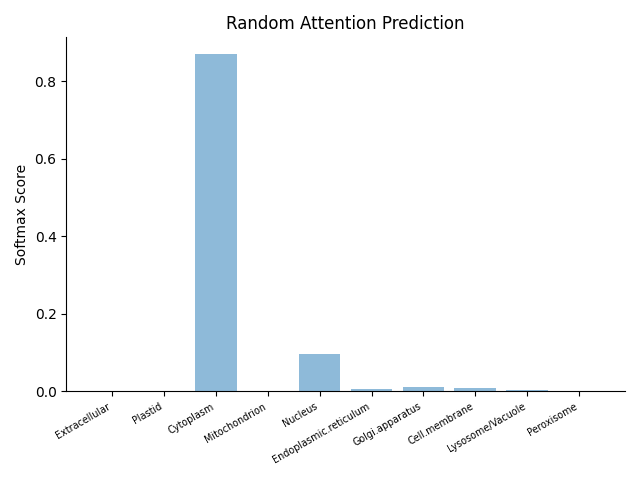 Random Attention Prediction
Softmax Score
0.8
0.6
0.4
0.2
0.0
Extracellular
Plastid
Cytoplasm
Mitochondrion
Nucleus
Endoplasmic.reticulum
Golgi.apparatus
Cell.membrane
Lysosome/Vacuole
Peroxisome